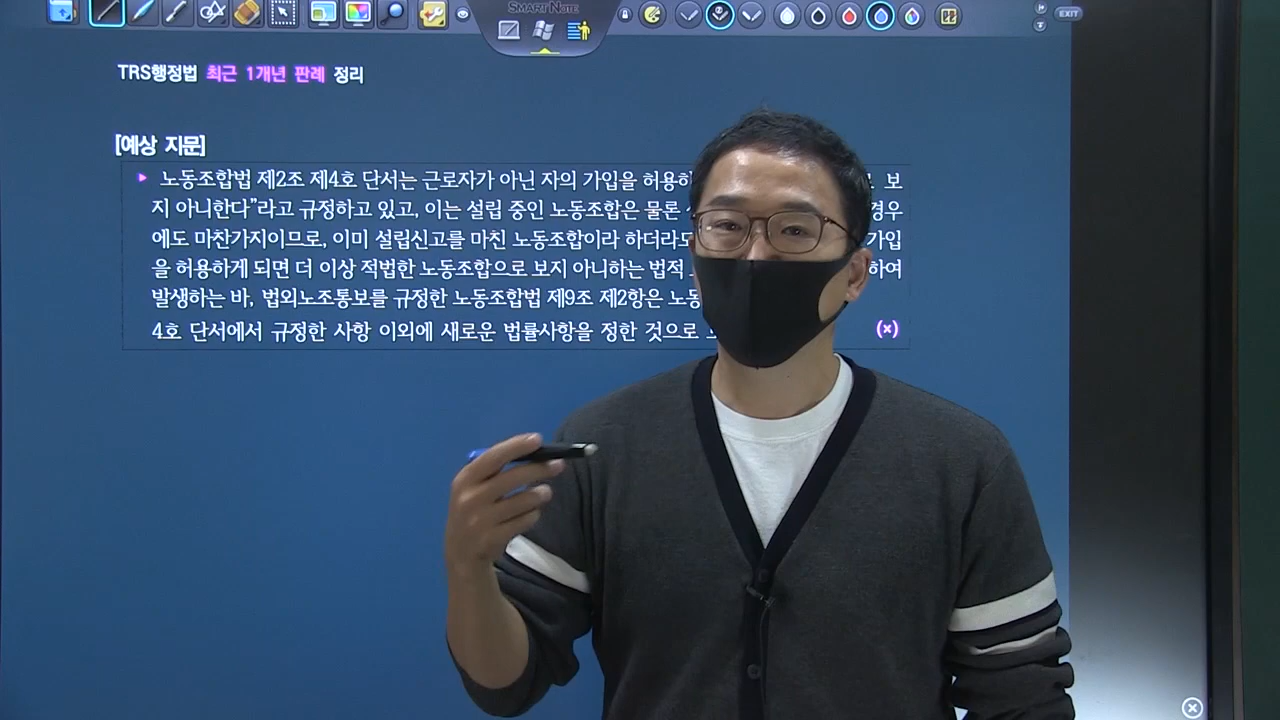 SMARTNOTE
EXIT
TRS행정법 최근 1개년 판례 정리
[예상 지문]
노동조합법 제2조 제4호 단서는 근로자가 아닌 자의 가입을 허용하 보
지 아니한다”라고 규정하고 있고, 이는 설립 중인 노동조합은 물론 경우
에도 마찬가지이므로, 이미 설립신고를 마친 노동조합이라 하더라도 가입
을 허용하게 되면 더 이상 적법한 노동조합으로 보지 아니하는 법적 하여
발생하는 바, 법외노조통보를 규정한 노동조합법 제9조 제2항은 노동
4호 단서에서 규정한 사항 이외에 새로운 법률사항을 정한 것으로 (×)